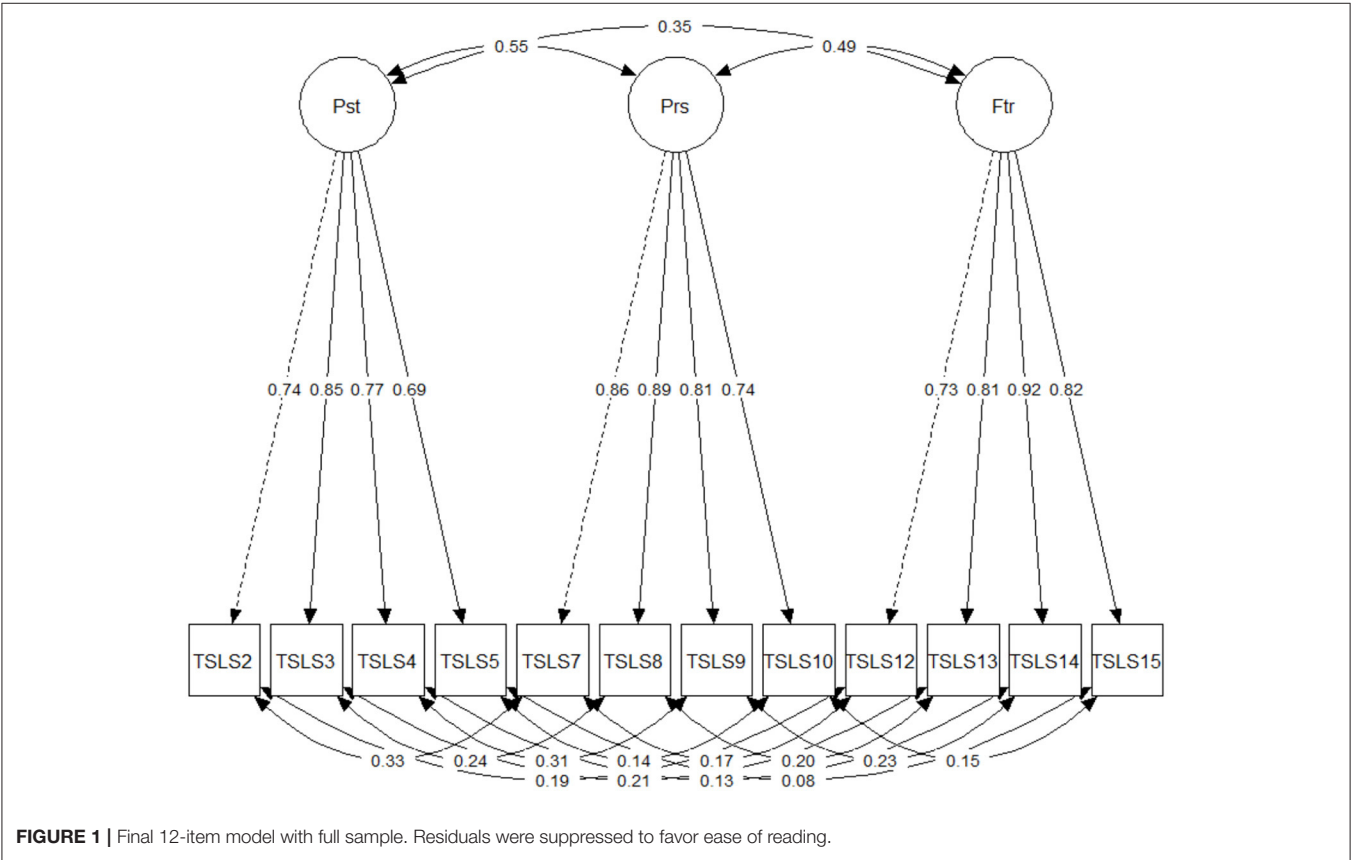 0.35
0.55 0.49
Pst Prs Ftr
0.74 0.85 0.77 0.69 0.86 0.89 0.81 0.74 0.73 0.81 0.92 0.82
TSLS2 TSLS3 TSLS4 TSLS5 TSLS7 TSLS8 TSLS9 TSLS10 TSLS12 TSLS13 TSLS14 TSLS15
0.33 0.24 0.31 0.14 0.17 0.20 0.23 0.15
0.19 0.21 0.13 0.08
FIGURE 1 | Final 12-item model with full sample. Residuals were suppressed to favor ease of reading.